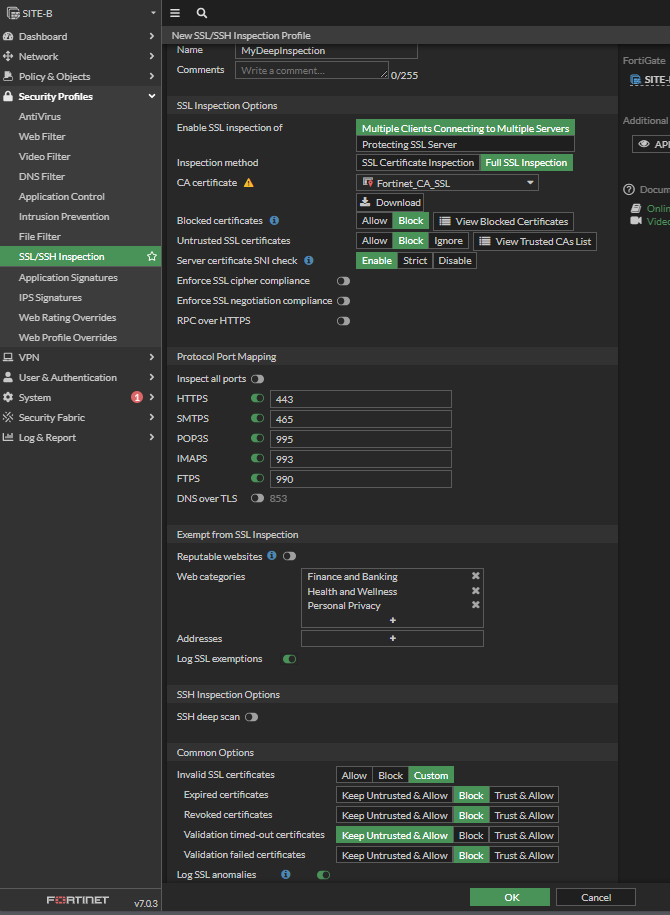 SITE-B
New SSL/SSH Inspection Profile
Dashboard
Network
Policy & Objects
Security Profiles
AntiVirus
Web Filter
Video Filter
DNS Filter
Application Control
Intrusion Prevention
File Filter
SSL/SSH Inspection
Application Signatures
IPS Signatures
Web Rating Overrides
Web Profile Overrides
VPN
User & Authentication
System 1
Security Fabric
Log & Report
FORTINET v7.0.3
Name MyDeepInspection
Comments Write a comment... 0/255
SSL Inspection Options
Enable SSL inspection of Multiple Clients Connecting to Multiple Servers
Protecting SSL Server
Inspection method SSL Certificate Inspection Full SSL Inspection
CA certificate Fortinet_CA_SSL
Download
Blocked certificates Allow Block View Blocked Certificates
Untrusted SSL certificates Allow Block Ignore View Trusted CAs List
Server certificate SNI check Enable Strict Disable
Enforce SSL cipher compliance
Enforce SSL negotiation compliance
RPC over HTTPS
Protocol Port Mapping
Inspect all ports
HTTPS 443
SMTPS 465
POP3S 995
IMAPS 993
FTPS 990
DNS over TLS 853
Exempt from SSL Inspection
Reputable websites
Web categories Finance and Banking
Health and Wellness
Personal Privacy
+
Addresses +
Log SSL exemptions
SSH Inspection Options
SSH deep scan
Common Options
Invalid SSL certificates Allow Block Custom
Expired certificates Keep Untrusted & Allow Block Trust & Allow
Revoked certificates Keep Untrusted & Allow Block Trust & Allow
Validation timed-out certificates Keep Untrusted & Allow Block Trust & Allow
Validation failed certificates Keep Untrusted & Allow Block Trust & Allow
Log SSL anomalies
OK Cancel
FortiGate
SITE-
Additional
AP
Docum
Onlin
Video